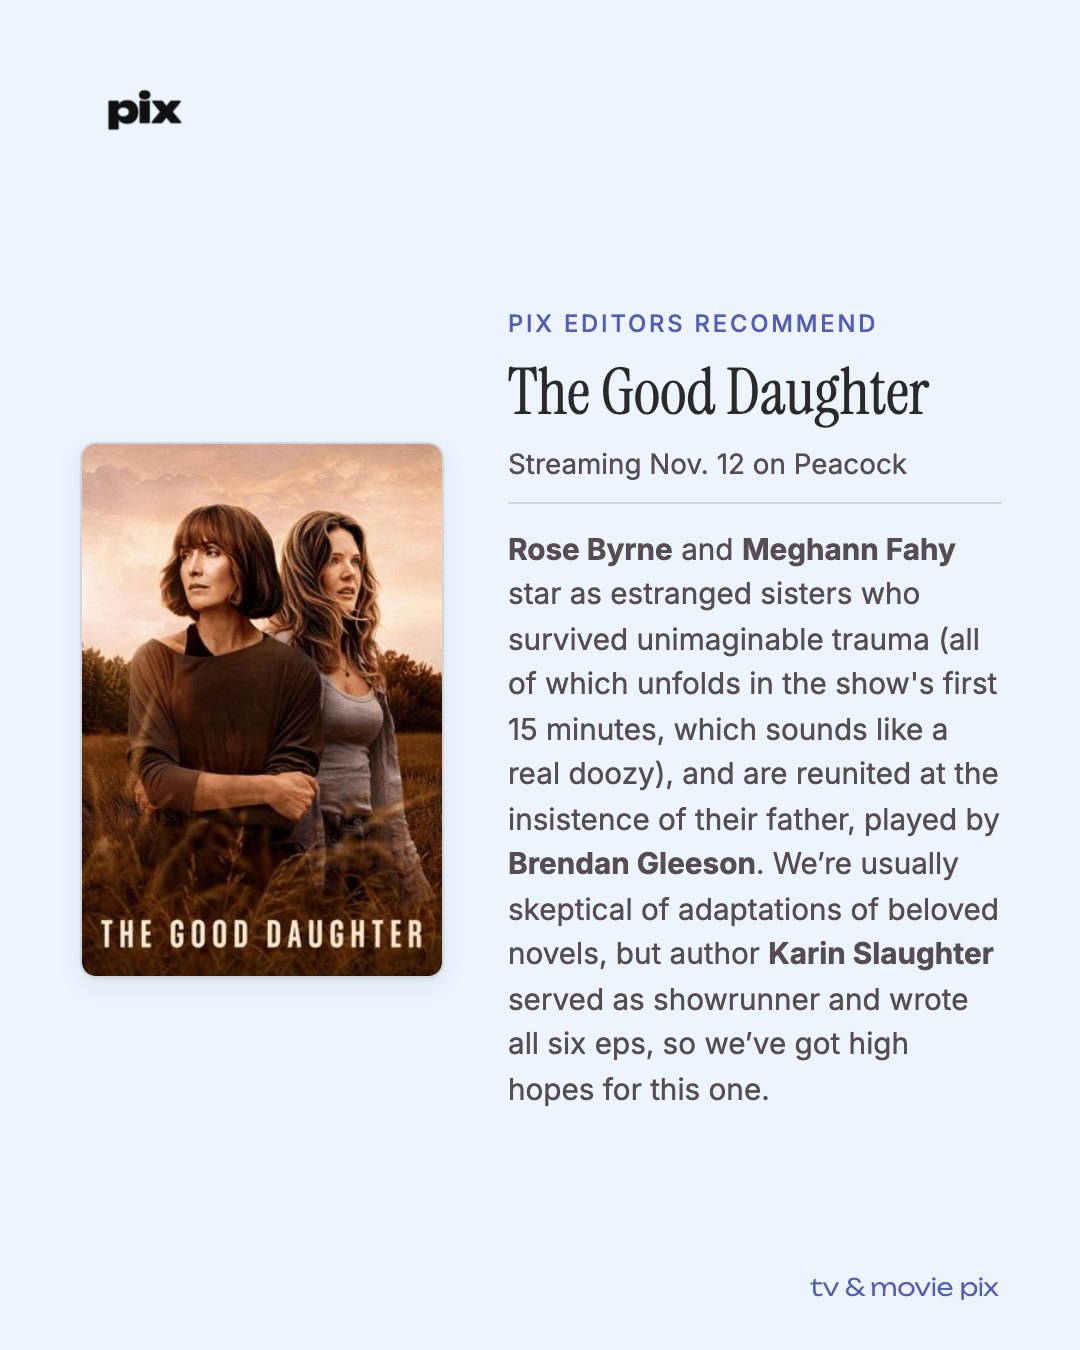 pix
PIX EDITORS RECOMMEND
The Good Daughter
Streaming Nov. 12 on Peacock
Rose Byrne and Meghann Fahy
star as estranged sisters who
survived unimaginable trauma (all
of which unfolds in the show's first
15 minutes, which sounds like a
real doozy), and are reunited at the
insistence of their father, played by
Brendan Gleeson. We’re usually
skeptical of adaptations of beloved
novels, but author Karin Slaughter
served as showrunner and wrote
all six eps, so we’ve got high
hopes for this one.
THE GOOD DAUGHTER
tv & movie pix